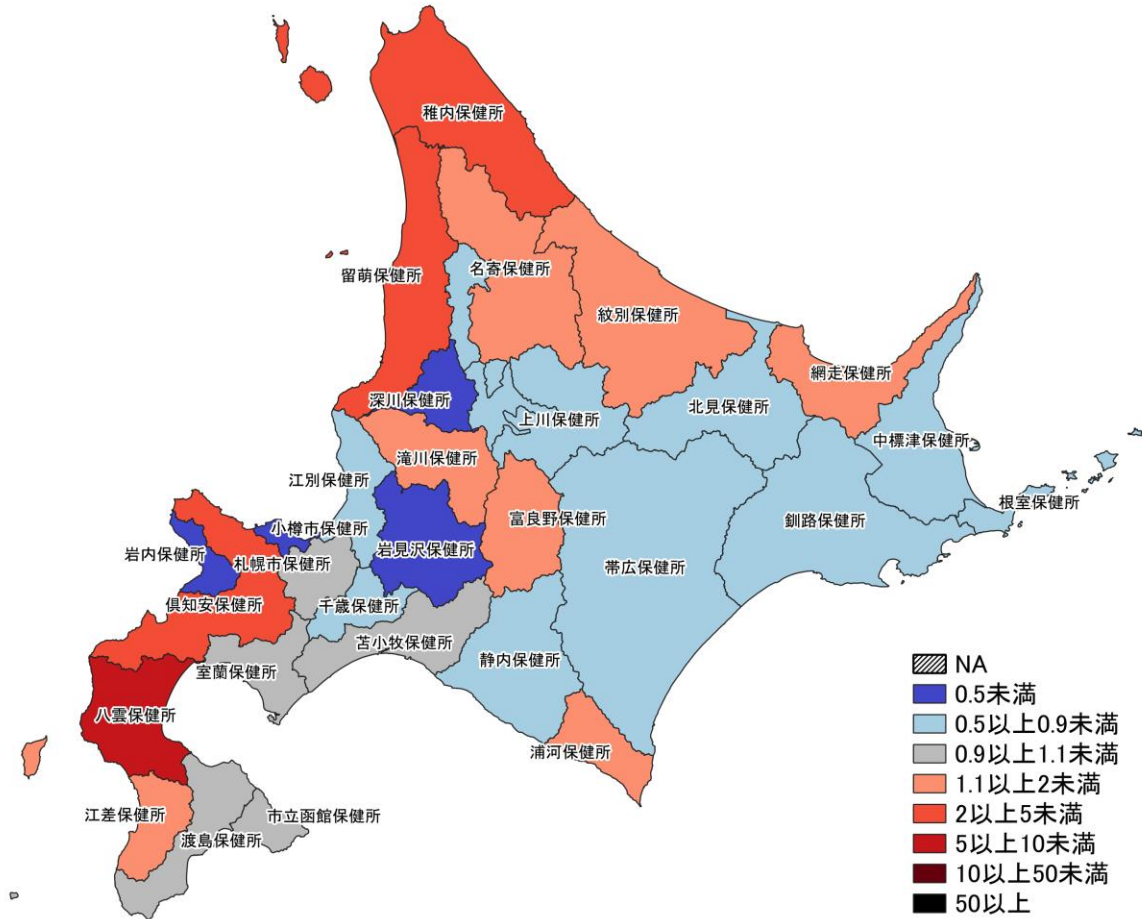 稚内保健所
名寄保健所
留萌保健所
紋別保健所
網走保健所
深川保健所
北見保健所
上川保健所
中標津保健所
滝川保健所
江別保健所
根室保健所
富良野保健所
釧路保健所
小樽市保健所
岩見沢保健所
岩内保健所
札幌市保健所
帯広保健所
倶知安保健所
千歳保健所
苫小牧保健所
静内保健所
室蘭保健所
八雲保健所
浦河保健所
江差保健所
市立函館保健所
渡島保健所
NA
0.5未満
0.5以上0.9未満
0.9以上1.1未満
1.1以上2未満
2以上5未満
5以上10未満
10以上50未満
50以上